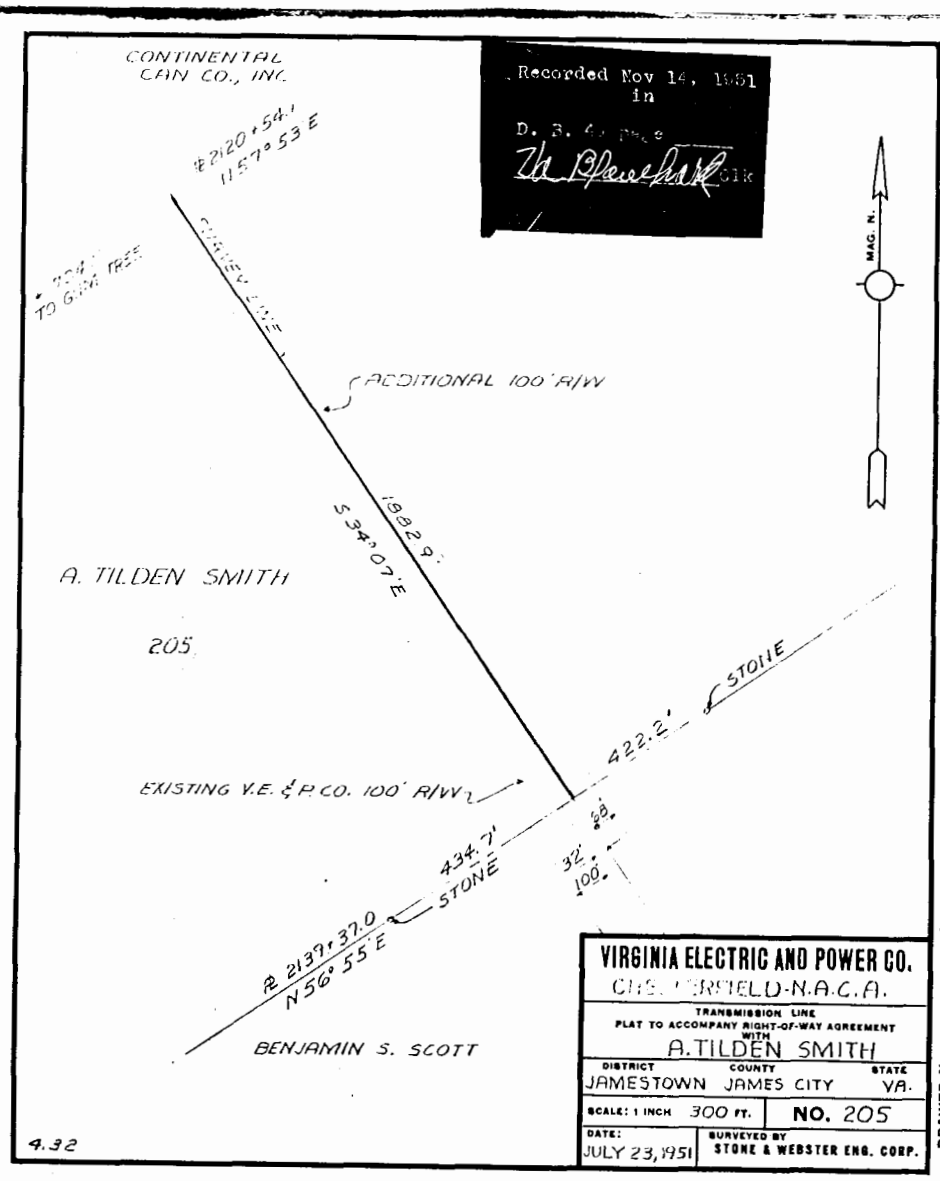 CONTINENTAL
CAN CO., INC.
Recorded Nov 14, 1951
in
D. B.
Clk
⅊ 2120+54.1
N 57° 53' E
MAG. N.
TO GUM TREE
SURVEY LINE
ADDITIONAL 100' R/W
1882.9'
S 34° 07' E
A. TILDEN SMITH
205
STONE
422.2'
EXISTING V.E. & P. CO. 100' R/W
68'
32'
100'
434.7'
STONE
⅊ 2139+37.0
N 56° 55' E
BENJAMIN S. SCOTT
VIRGINIA ELECTRIC AND POWER CO.
CHESTERFIELD-N.A.C.A.
TRANSMISSION LINE
PLAT TO ACCOMPANY RIGHT-OF-WAY AGREEMENT
WITH
A. TILDEN SMITH
DISTRICT COUNTY STATE
JAMESTOWN JAMES CITY VA.
SCALE: 1 INCH 300 FT. NO. 205
DATE: SURVEYED BY
JULY 23, 1951 STONE & WEBSTER ENG. CORP.
4.32